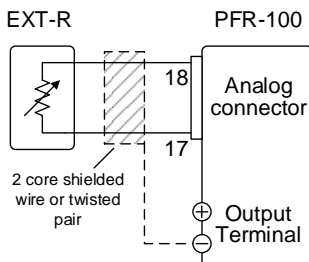 EXT-R
PFR-100
18
Analog
connector
17
2 core shielded
wire or twisted
pair
+
Output
Terminal
−